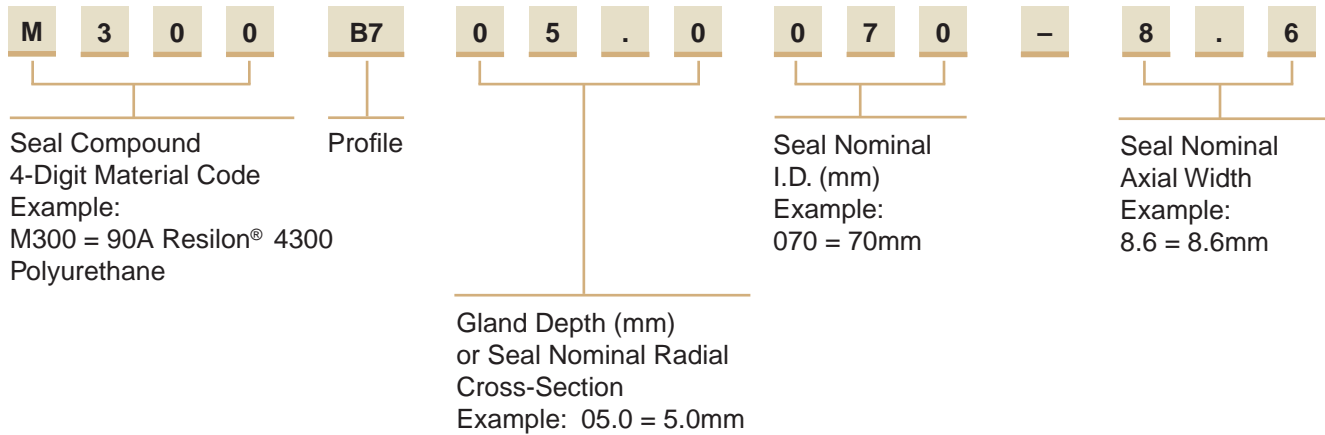 M 3 0 0 B7 0 5 . 0 0 7 0 – 8 . 6
Seal Compound
4-Digit Material Code
Example:
M300 = 90A Resilon® 4300
Polyurethane
Profile
Gland Depth (mm)
or Seal Nominal Radial
Cross-Section
Example: 05.0 = 5.0mm
Seal Nominal
I.D. (mm)
Example:
070 = 70mm
Seal Nominal
Axial Width
Example:
8.6 = 8.6mm